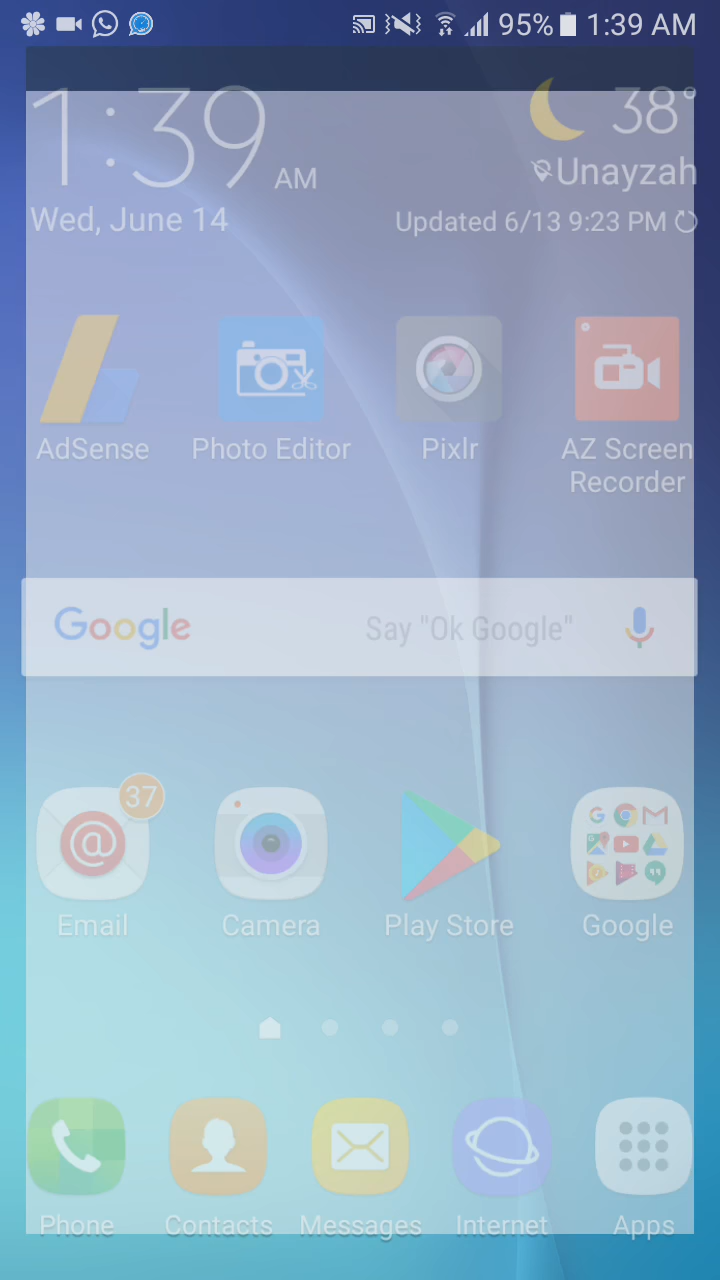 95% 1:39 AM
1:39 AM
38°
Unayzah
Wed, June 14
Updated 6/13 9:23 PM
AdSense Photo Editor Pixlr AZ Screen Recorder
Google Say "Ok Google"
37
Email Camera Play Store Google
Phone Contacts Messages Internet Apps